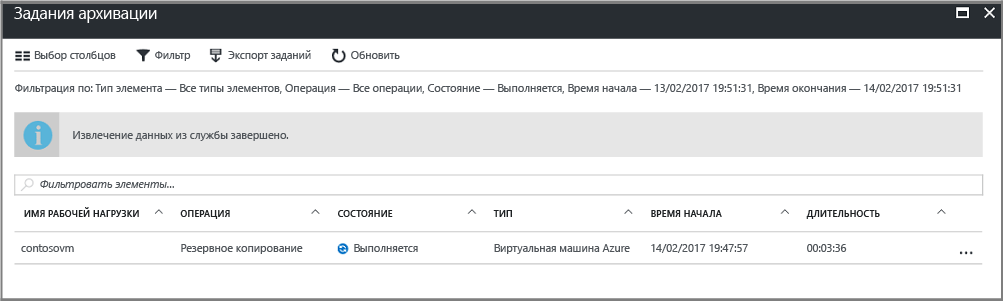 Задания архивации
Выбор столбцов Фильтр Экспорт заданий Обновить
Фильтрация по: Тип элемента — Все типы элементов, Операция — Все операции, Состояние — Выполняется, Время начала — 13/02/2017 19:51:31, Время окончания — 14/02/2017 19:51:31
Извлечение данных из службы завершено.
Фильтровать элементы...
ИМЯ РАБОЧЕЙ НАГРУЗКИ ОПЕРАЦИЯ СОСТОЯНИЕ ТИП ВРЕМЯ НАЧАЛА ДЛИТЕЛЬНОСТЬ
contosovm Резервное копирование Выполняется Виртуальная машина Azure 14/02/2017 19:47:57 00:03:36 ...